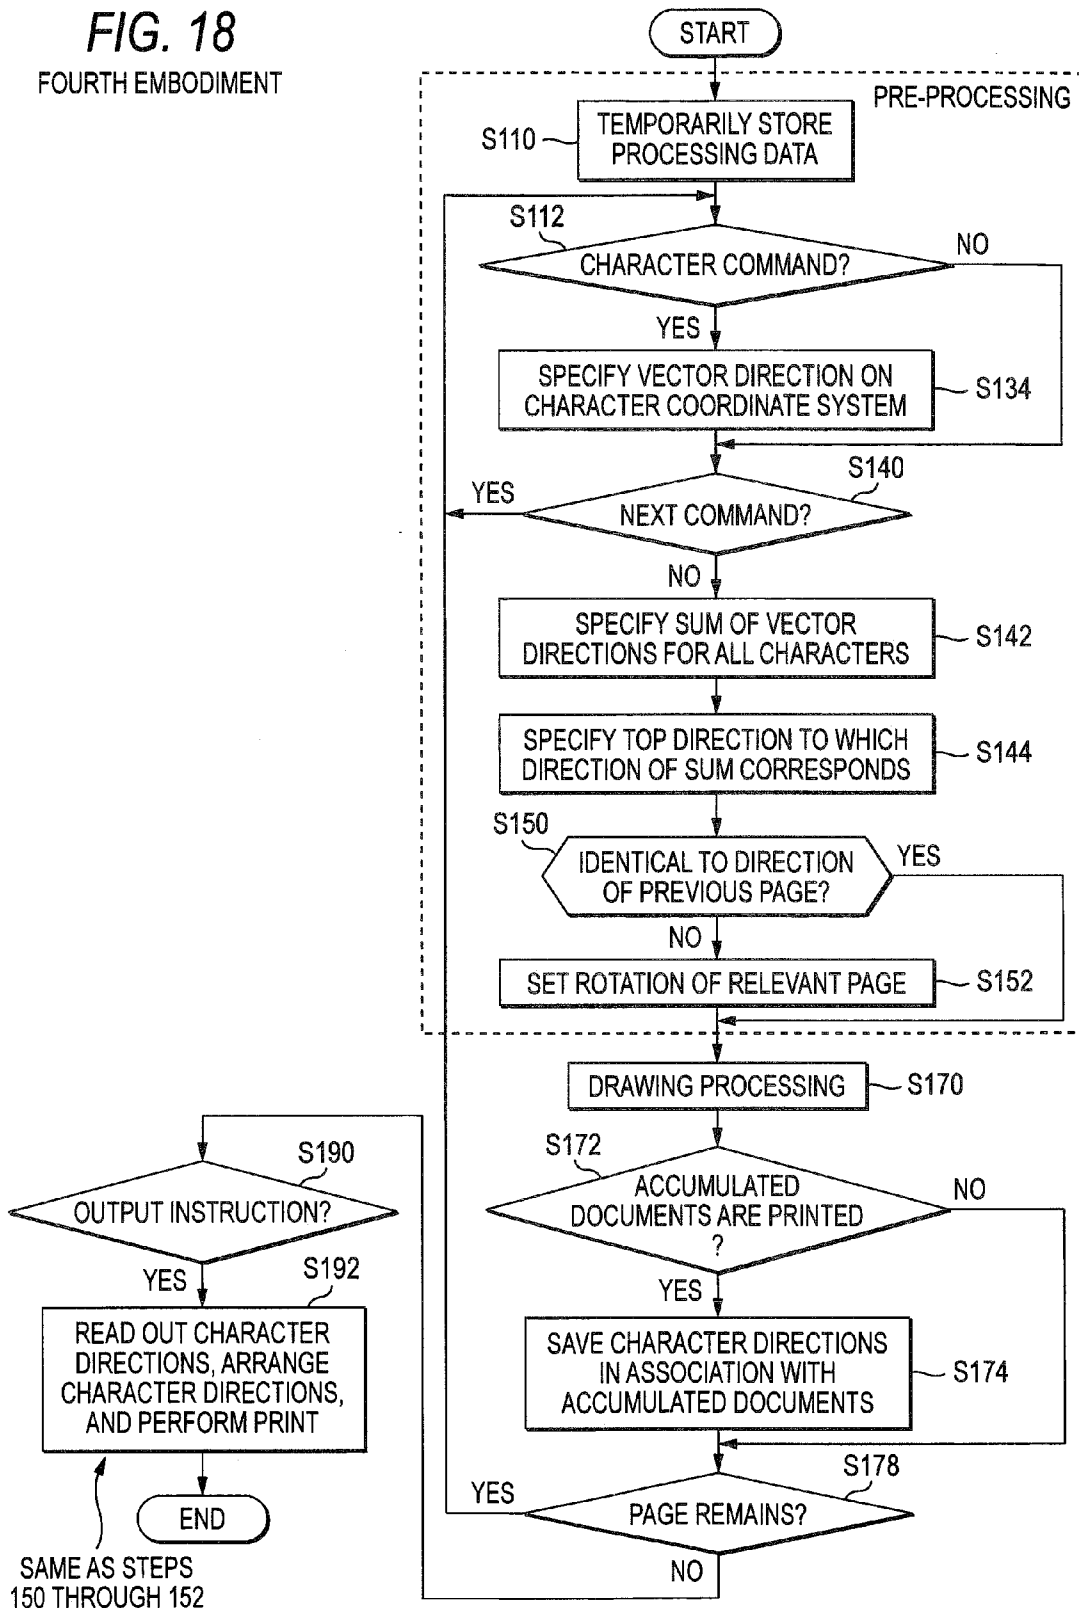 FIG. 18
FOURTH EMBODIMENT
START
PRE-PROCESSING
S110
TEMPORARILY STORE
PROCESSING DATA
S112
CHARACTER COMMAND?
NO
YES
SPECIFY VECTOR DIRECTION ON
CHARACTER COORDINATE SYSTEM
S134
S140
YES
NEXT COMMAND?
NO
SPECIFY SUM OF VECTOR
DIRECTIONS FOR ALL CHARACTERS
S142
SPECIFY TOP DIRECTION TO WHICH
DIRECTION OF SUM CORRESPONDS
S144
S150
IDENTICAL TO DIRECTION
OF PREVIOUS PAGE?
YES
NO
SET ROTATION OF RELEVANT PAGE
S152
DRAWING PROCESSING
S170
S172
ACCUMULATED
DOCUMENTS ARE PRINTED
?
NO
YES
SAVE CHARACTER DIRECTIONS
IN ASSOCIATION WITH
ACCUMULATED DOCUMENTS
S174
S178
YES
PAGE REMAINS?
NO
S190
OUTPUT INSTRUCTION?
YES
S192
READ OUT CHARACTER
DIRECTIONS, ARRANGE
CHARACTER DIRECTIONS,
AND PERFORM PRINT
END
SAME AS STEPS
150 THROUGH 152